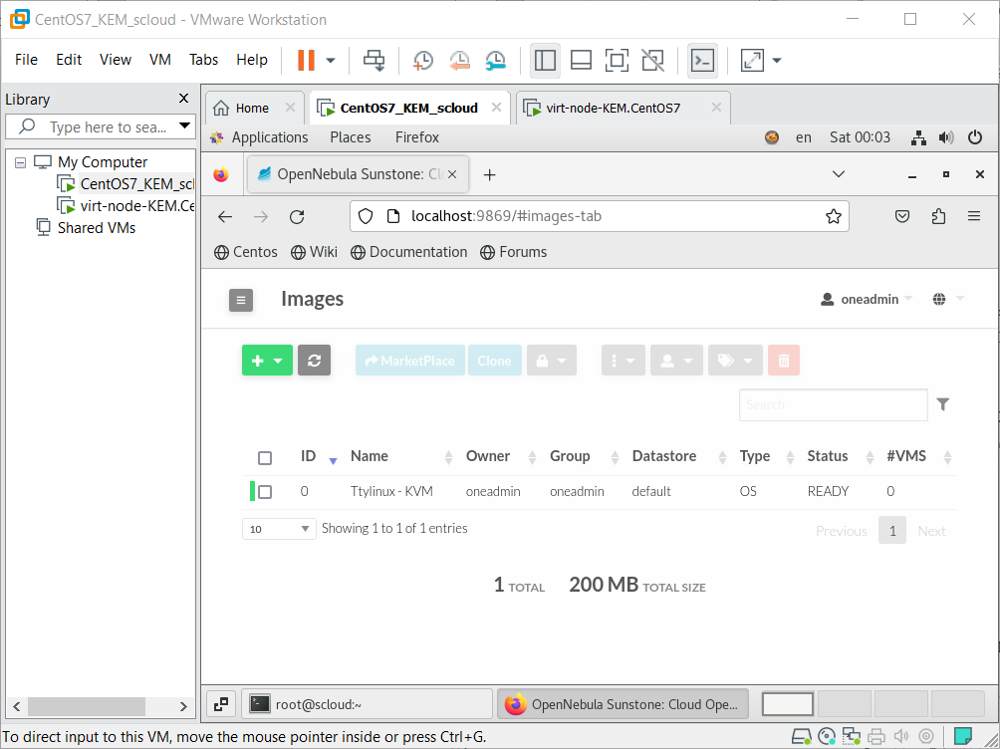 CentOS7_KEM_scloud - VMware Workstation
File Edit View VM Tabs Help
Library
Type here to sea...
My Computer
CentOS7_KEM_scl
virt-node-KEM.Ce
Shared VMs
Home CentOS7_KEM_scloud virt-node-KEM.CentOS7
Applications Places Firefox en Sat 00:03
OpenNebula Sunstone: Cl
localhost:9869/#images-tab
Centos Wiki Documentation Forums
Images oneadmin
MarketPlace Clone
Search
ID Name Owner Group Datastore Type Status #VMS
0 Ttylinux - KVM oneadmin oneadmin default OS READY 0
10 Showing 1 to 1 of 1 entries Previous 1 Next
1 TOTAL 200 MB TOTAL SIZE
root@scloud:~ OpenNebula Sunstone: Cloud Ope...
To direct input to this VM, move the mouse pointer inside or press Ctrl+G.